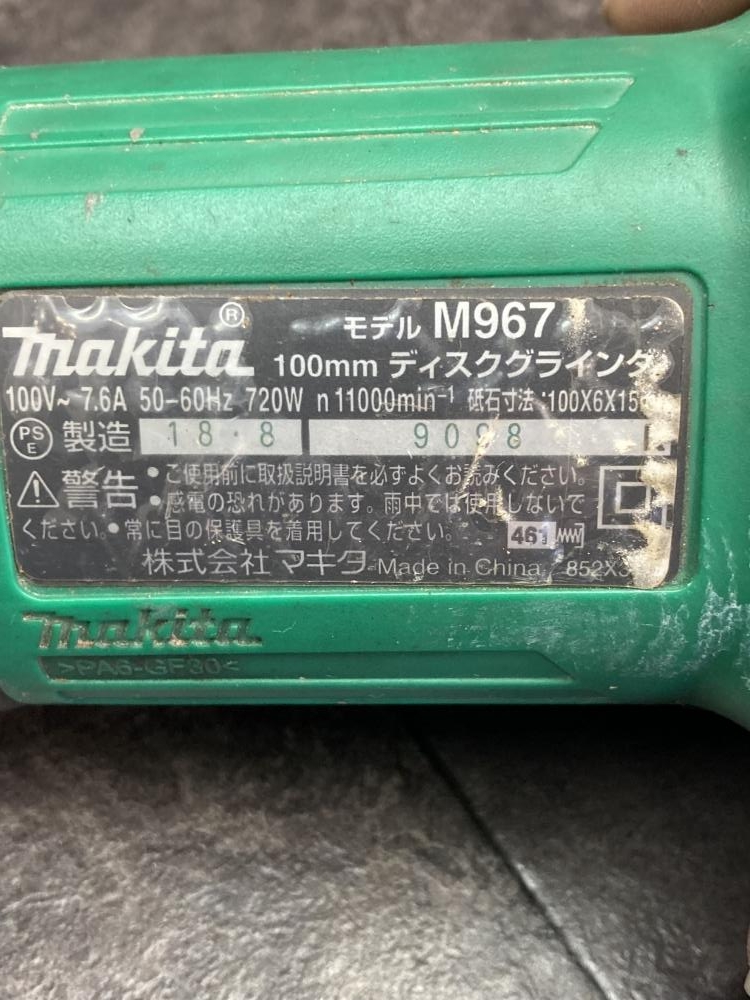 makita® モデル M967
100mm ディスクグラインダ
100V~ 7.6A 50-60Hz 720W n 11000min⁻¹ 砥石寸法:100X6X15
PSE 製造 18.8 9098
警告 •ご使用前に取扱説明書を必ずよくお読みください。
•感電の恐れがあります。雨中では使用しないで
ください。•常に目の保護具を着用してください。 461
株式会社マキタ Made in China 852X3
makita
>PA6-GF30<